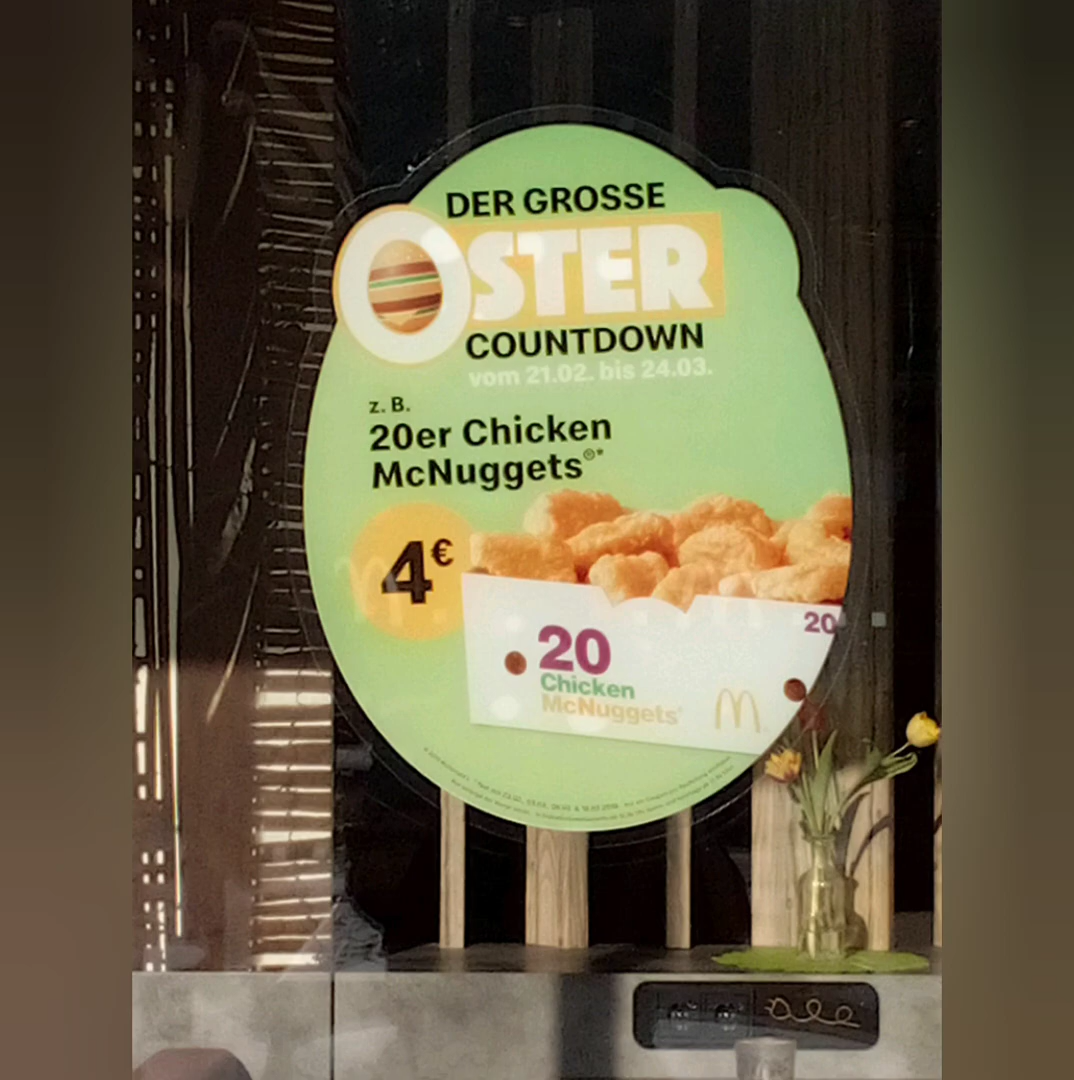 DER GROSSE
OSTER
COUNTDOWN
vom 21.02. bis 24.03.
z. B.
20er Chicken
McNuggets®*
4€
20
20
Chicken
McNuggets®